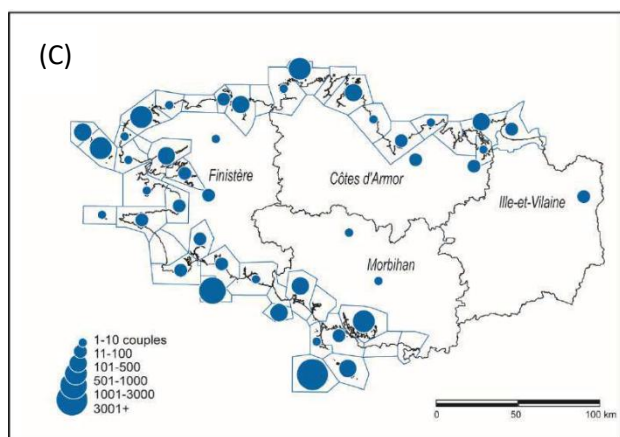 (C)
Finistère
Côtes d'Armor
Ille-et-Vilaine
Morbihan
1-10 couples
11-100
101-500
501-1000
1001-3000
3001+
0 50 100 km